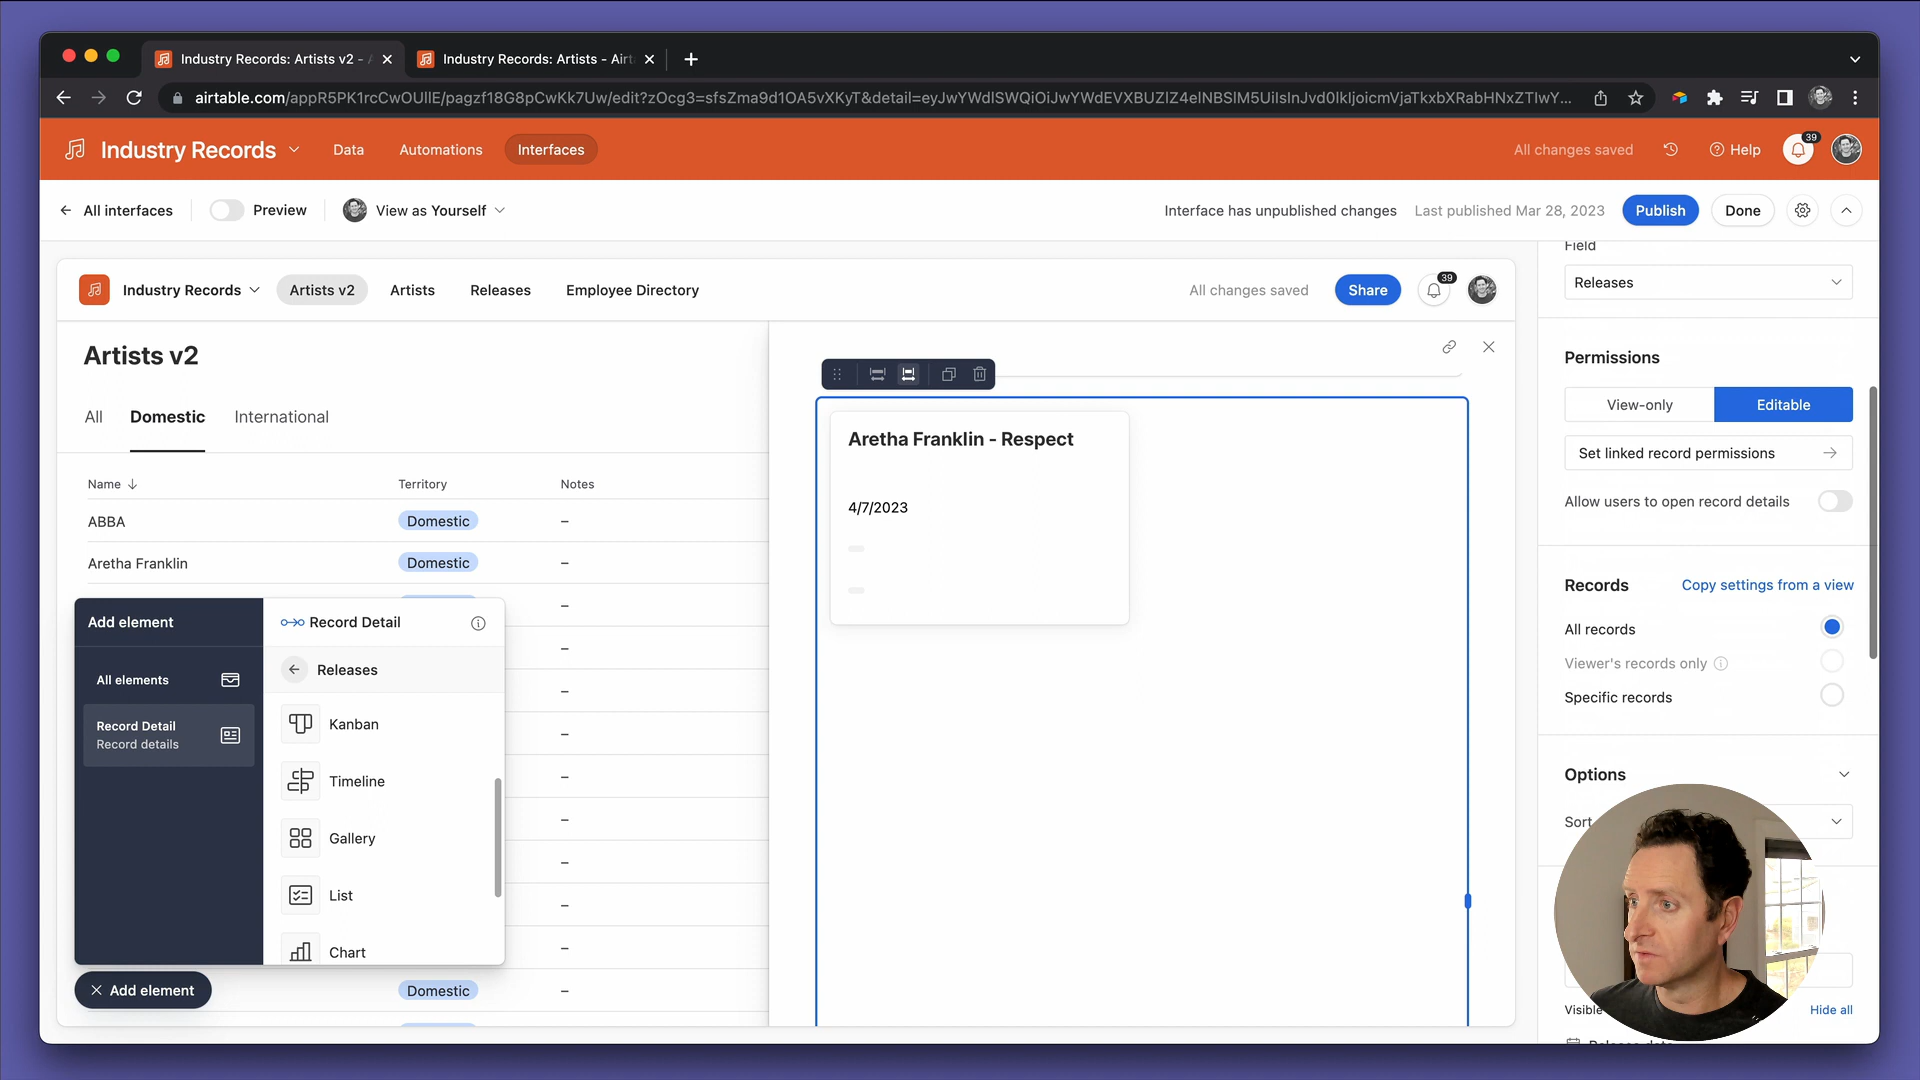 Industry Records: Artists v2 - A
Industry Records: Artists - Airt
airtable.com/appR5PK1rcCwOUllE/pagzf18G8pCwKk7Uw/edit?zOcg3=sfsZma9d1OA5vXKyT&detail=eyJwYWdlSWQiOiJwYWdEVXBUZlZ4elNBSlM5UiIsInJvd0lkIjoicmVjaTkxbXRabHNxZTlwY...
Industry Records
Data
Automations
Interfaces
All changes saved
Help
39
All interfaces
Preview
View as Yourself
Interface has unpublished changes
Last published Mar 28, 2023
Publish
Done
Industry Records
Artists v2
Artists
Releases
Employee Directory
All changes saved
Share
39
Artists v2
All
Domestic
International
Name
Territory
Notes
ABBA
Domestic
–
Aretha Franklin
Domestic
–
–
–
–
–
–
–
–
–
–
Domestic
–
Add element
All elements
Record Detail
Record details
Record Detail
Releases
Kanban
Timeline
Gallery
List
Chart
Add element
Aretha Franklin - Respect
4/7/2023
Field
Releases
Permissions
View-only
Editable
Set linked record permissions
Allow users to open record details
Records
Copy settings from a view
All records
Viewer's records only
Specific records
Options
Sort
Visible
Hide all